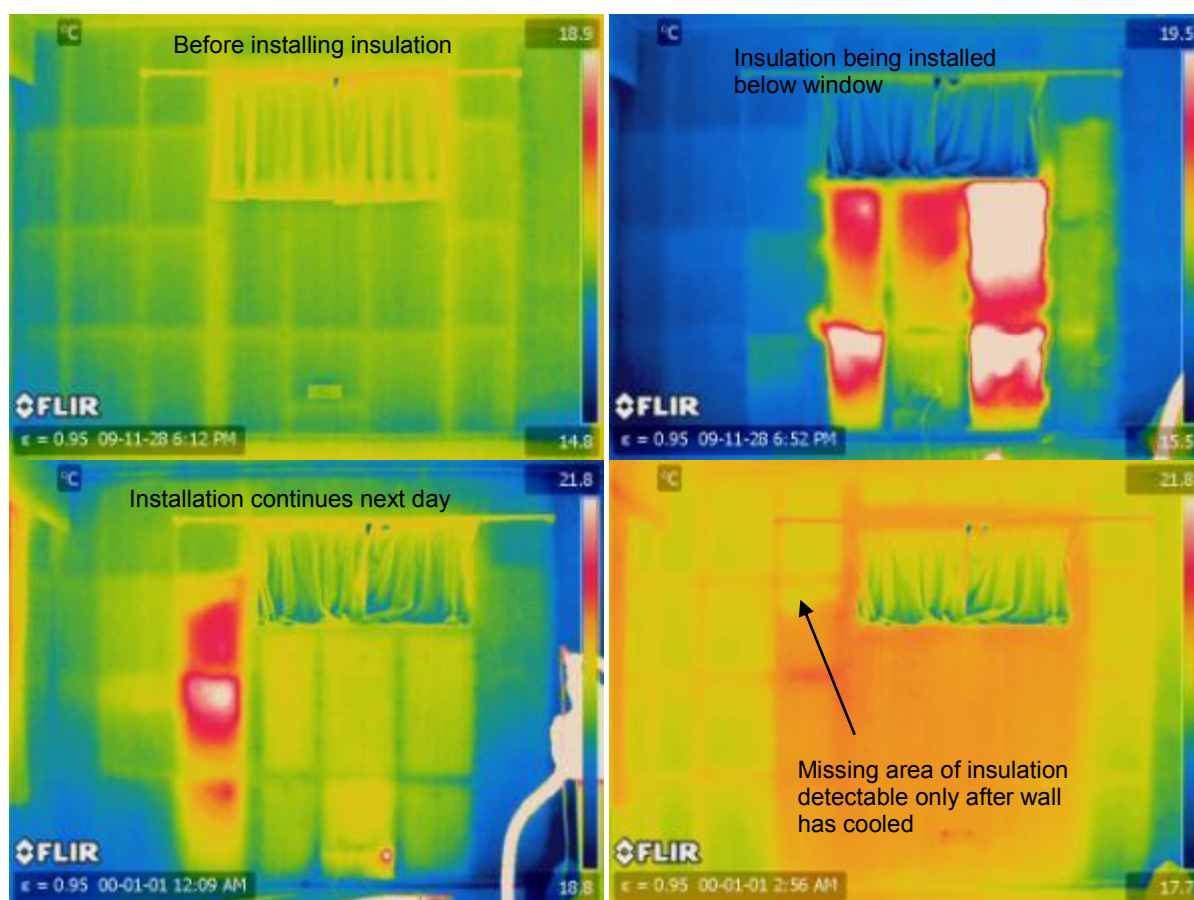 °C
18.9
Before installing insulation
FLIR
ε = 0.95 09-11-28 6:12 PM
14.8
°C
19.5
Insulation being installed
below window
FLIR
ε = 0.95 09-11-28 6:52 PM
15.5
°C
21.8
Installation continues next day
FLIR
ε = 0.95 00-01-01 12:09 AM
18.8
°C
21.8
Missing area of insulation
detectable only after wall
has cooled
FLIR
ε = 0.95 00-01-01 2:56 AM
17.7